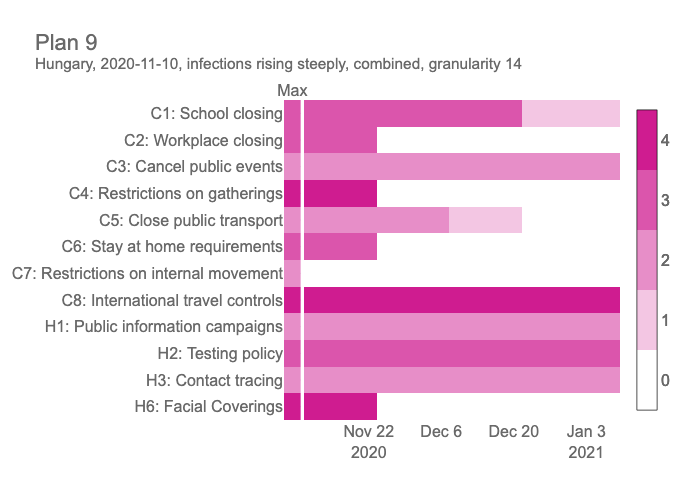 Plan 9
Hungary, 2020-11-10, infections rising steeply, combined, granularity 14
Max
C1: School closing
C2: Workplace closing
C3: Cancel public events
C4: Restrictions on gatherings
C5: Close public transport
C6: Stay at home requirements
C7: Restrictions on internal movement
C8: International travel controls
H1: Public information campaigns
H2: Testing policy
H3: Contact tracing
H6: Facial Coverings
Nov 22 Dec 6 Dec 20 Jan 3
2020 2021
4
3
2
1
0